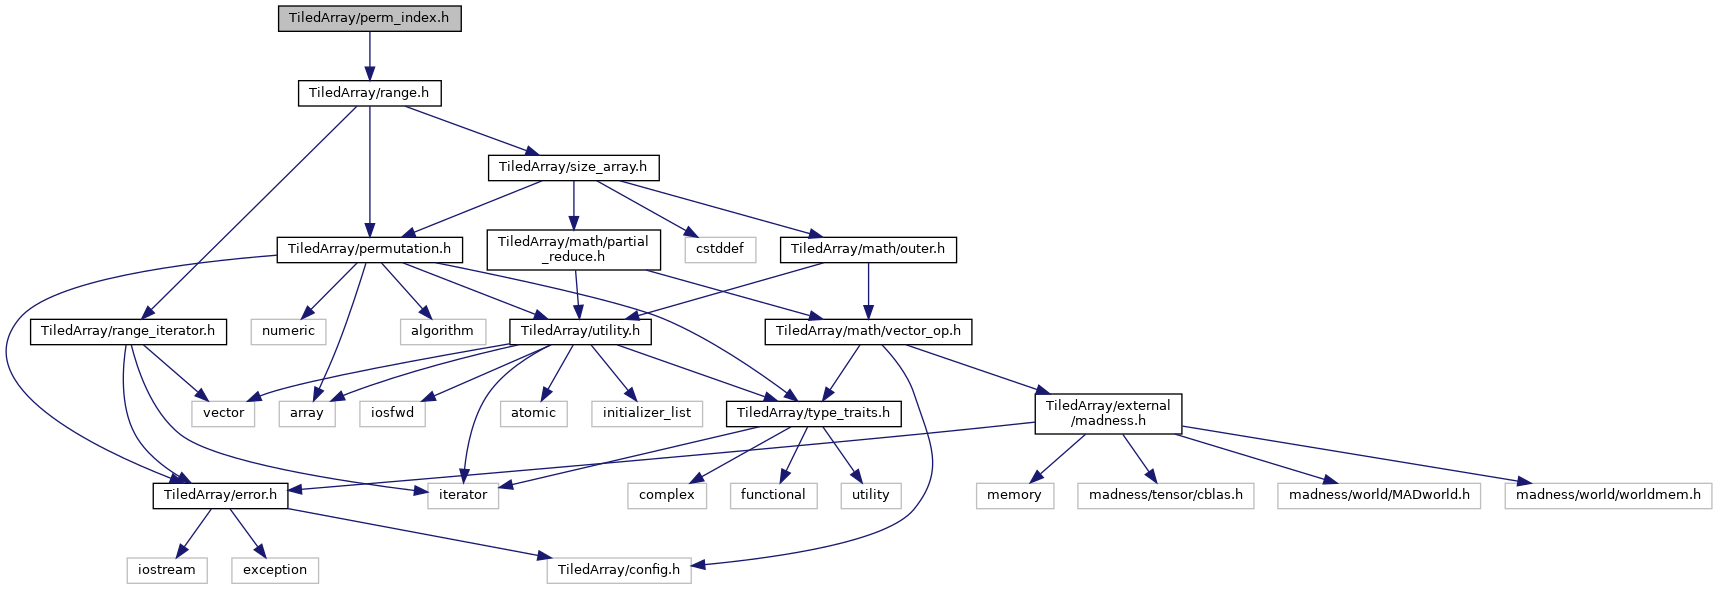 TiledArray/perm_index.h
TiledArray/range.h
TiledArray/size_array.h
TiledArray/permutation.h
TiledArray/math/partial
_reduce.h
cstddef
TiledArray/math/outer.h
TiledArray/range_iterator.h
numeric
algorithm
TiledArray/utility.h
TiledArray/math/vector_op.h
vector
array
iosfwd
atomic
initializer_list
TiledArray/type_traits.h
TiledArray/external
/madness.h
TiledArray/error.h
iterator
complex
functional
utility
memory
madness/tensor/cblas.h
madness/world/MADworld.h
madness/world/worldmem.h
iostream
exception
TiledArray/config.h